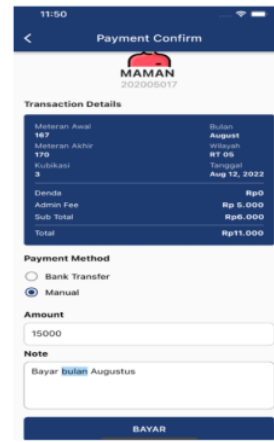 11:50
Payment Confirm
MAMAN
202005017
Transaction Details
Meteran Awal Bulan
167 August
Meteran Akhir Wilayah
170 RT 05
Kubikasi Tanggal
3 Aug 12, 2022
Denda Rp0
Admin Fee Rp 5.000
Sub Total Rp6.000
Total Rp11.000
Payment Method
Bank Transfer
Manual
Amount
15000
Note
Bayar bulan Augustus
BAYAR